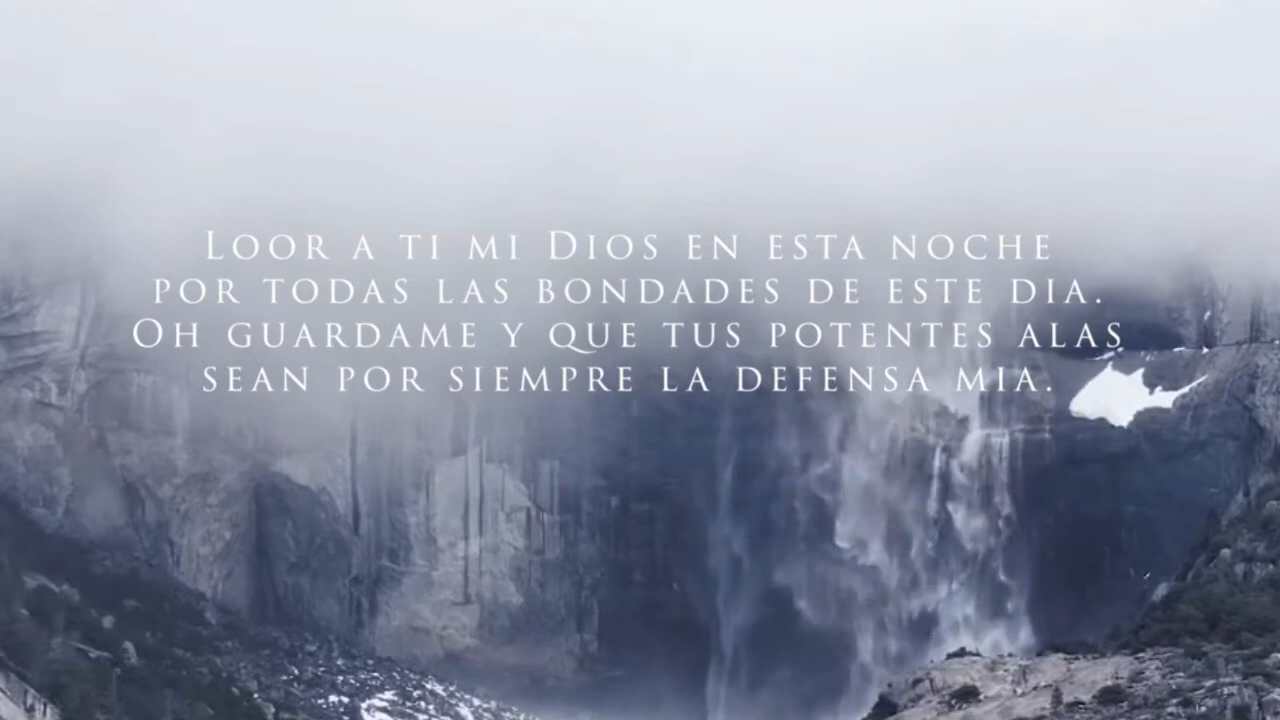 Loor a ti mi Dios en esta noche
por todas las bondades de este dia.
Oh guardame y que tus potentes alas
sean por siempre la defensa mia.